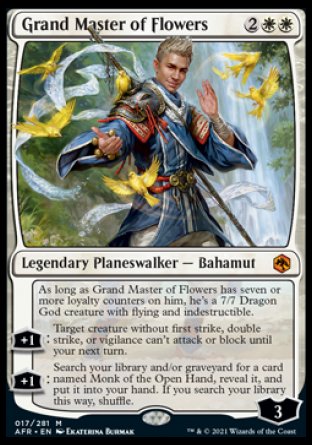 Grand Master of Flowers 2
Legendary Planeswalker — Bahamut
As long as Grand Master of Flowers has seven
or more loyalty counters on him, he's a 7/7 Dragon
God creature with flying and indestructible.
Target creature without first strike, double
+1: strike, or vigilance can't attack or block until
your next turn.
Search your library and/or graveyard for a card
+1: named Monk of the Open Hand, reveal it, and
put it into your hand. If you search your library
this way, shuffle.
3
017/281 M
AFR • EN Ekaterina Burmak
™ & © 2021 Wizards of the Coast